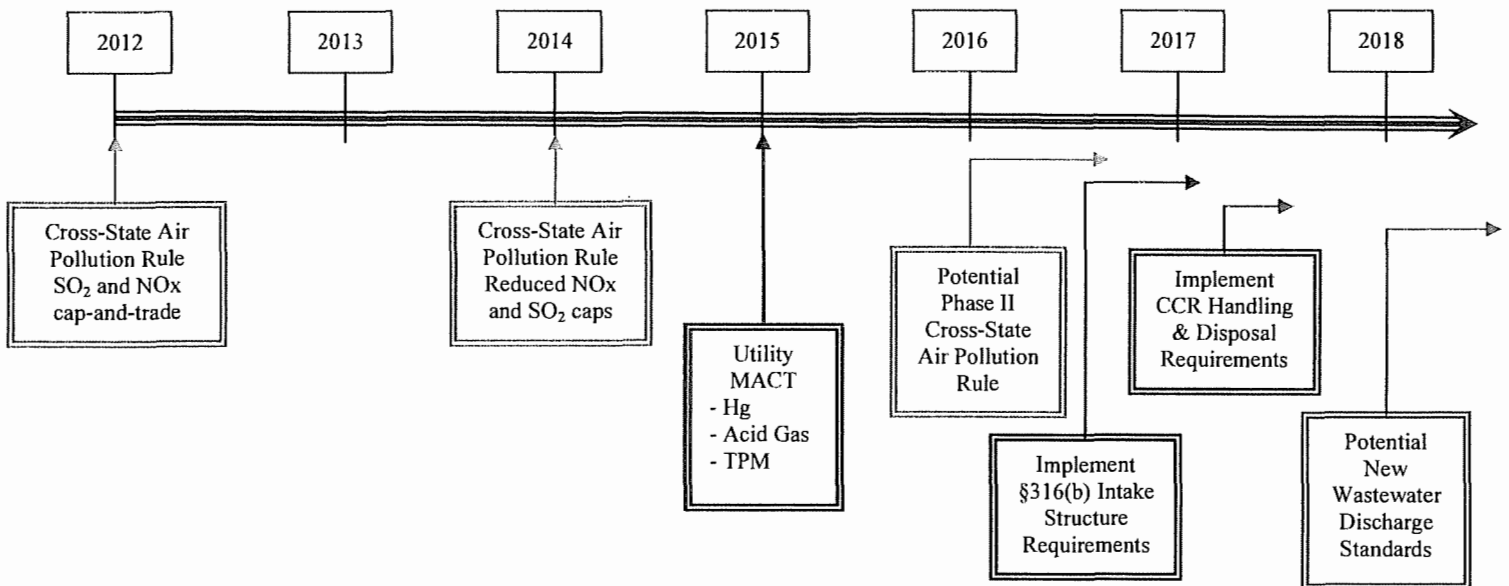 2012
2013
2014
2015
2016
2017
2018
Cross-State Air
Pollution Rule
SO₂ and NOx
cap-and-trade
Cross-State Air
Pollution Rule
Reduced NOx
and SO₂ caps
Utility
MACT
- Hg
- Acid Gas
- TPM
Potential
Phase II
Cross-State
Air Pollution
Rule
Implement
§316(b) Intake
Structure
Requirements
Implement
CCR Handling
& Disposal
Requirements
Potential
New
Wastewater
Discharge
Standards